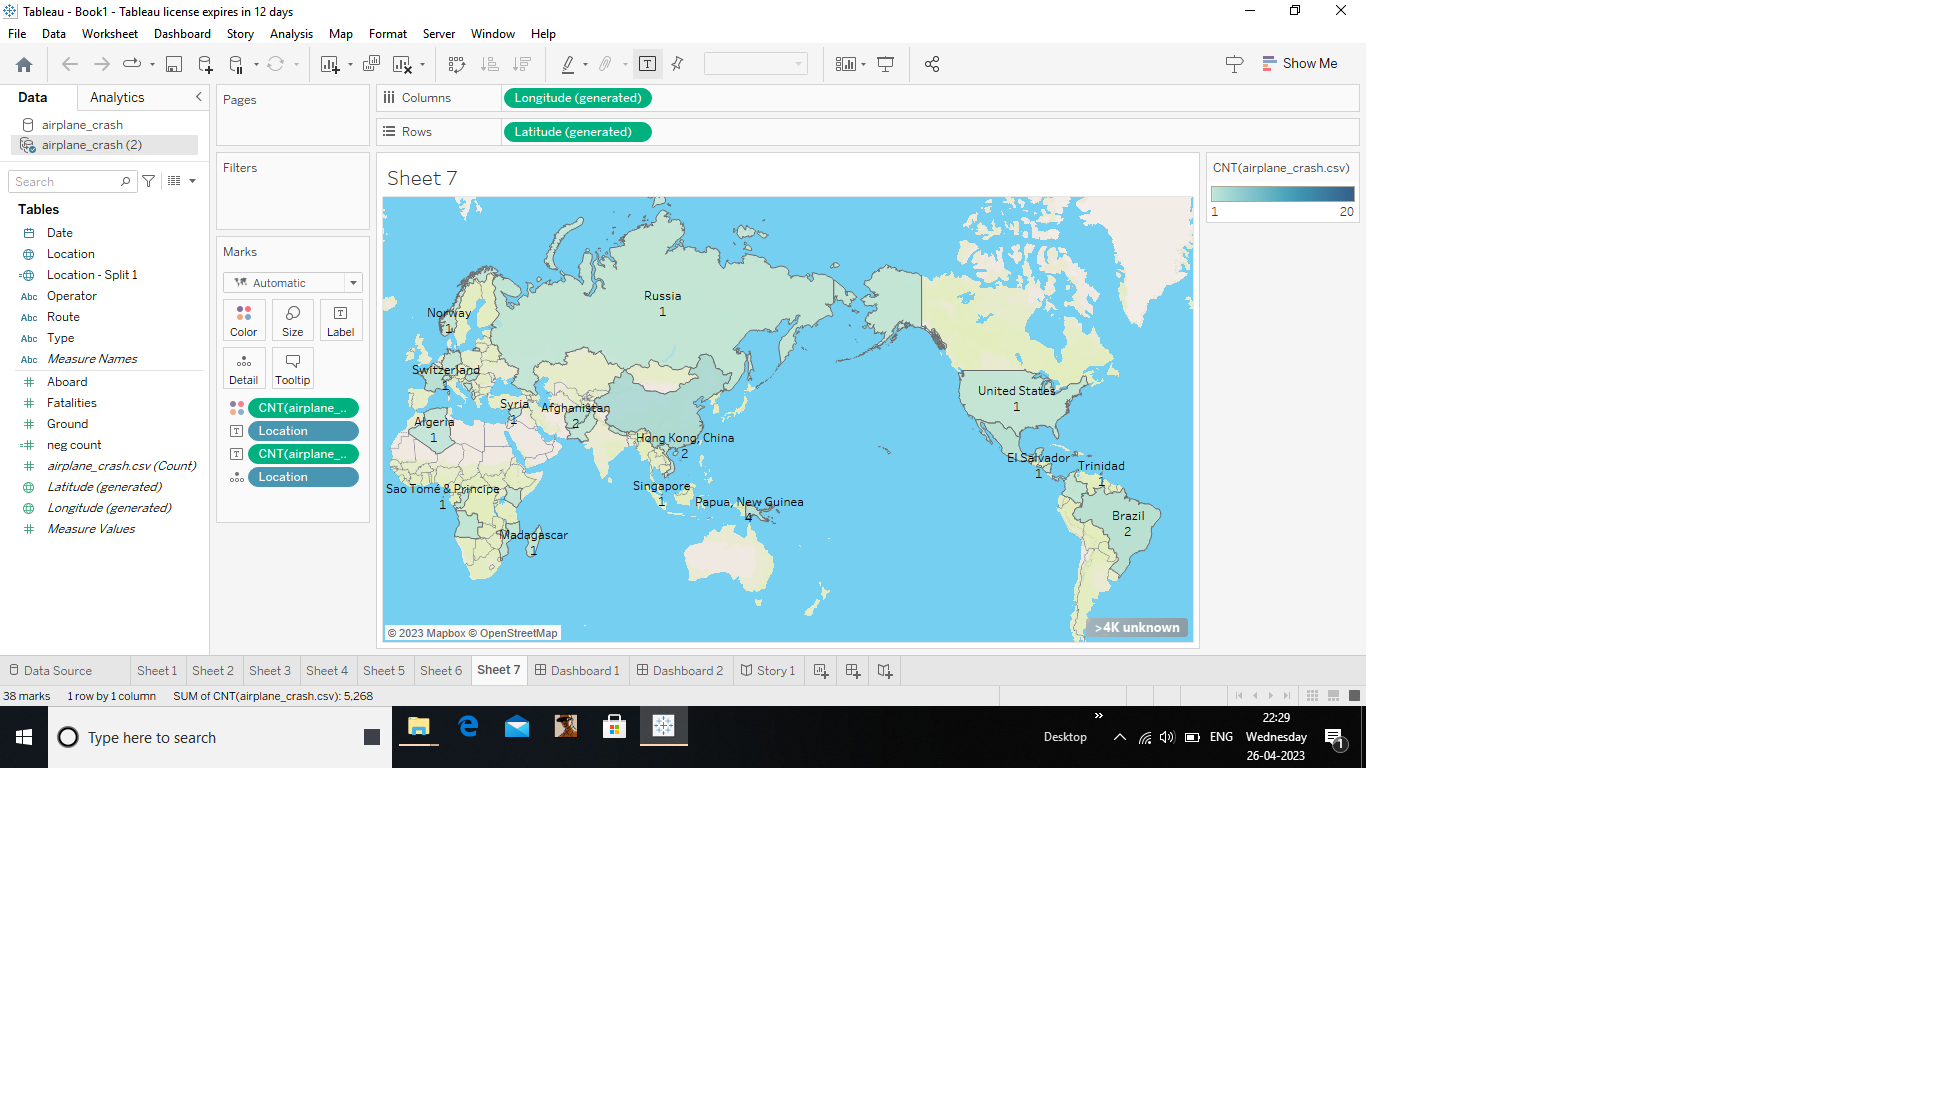 Tableau - Book1 - Tableau license expires in 12 days
File Data Worksheet Dashboard Story Analysis Map Format Server Window Help
Show Me
Data Analytics
airplane_crash
airplane_crash (2)
Search
Tables
Date
Location
Location - Split 1
Abc Operator
Abc Route
Abc Type
Abc Measure Names
Aboard
Fatalities
Ground
neg count
airplane_crash.csv (Count)
Latitude (generated)
Longitude (generated)
Measure Values
Pages
Filters
Marks
Automatic
Color Size Label
Detail Tooltip
CNT(airplane_..
Location
CNT(airplane_..
Location
Columns Longitude (generated)
Rows Latitude (generated)
Sheet 7
Russia
1
Norway
1
Switzerland
1
Syria
1
Afghanistan
2
Algeria
1
Hong Kong, China
2
Sao Tomé & Principe
1
Singapore
1
Papua, New Guinea
4
Madagascar
1
United States
1
El Salvador
1
Trinidad
1
Brazil
2
© 2023 Mapbox © OpenStreetMap
>4K unknown
CNT(airplane_crash.csv)
1 20
Data Source Sheet 1 Sheet 2 Sheet 3 Sheet 4 Sheet 5 Sheet 6 Sheet 7 Dashboard 1 Dashboard 2 Story 1
38 marks 1 row by 1 column SUM of CNT(airplane_crash.csv): 5,268
Type here to search
Desktop
ENG
22:29
Wednesday
26-04-2023
1